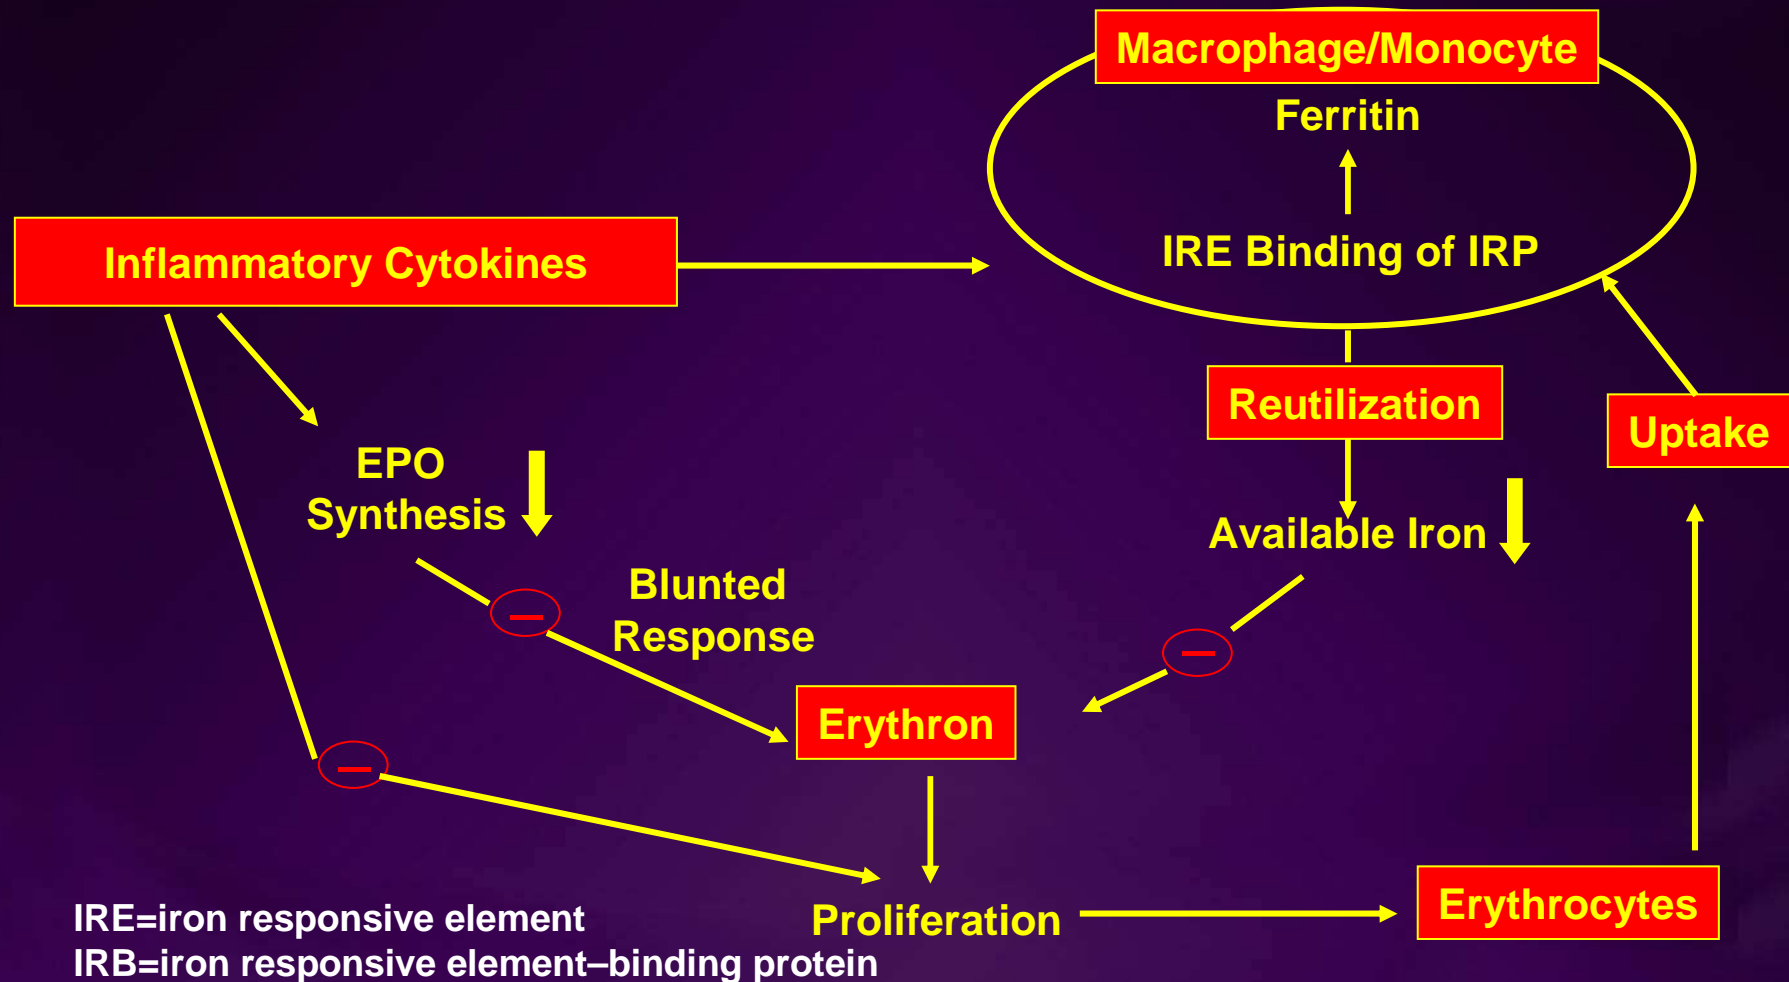 Macrophage/Monocyte
Ferritin
IRE Binding of IRP
Inflammatory Cytokines
Reutilization
Uptake
EPO
Synthesis
Available Iron
Blunted
Response
Erythron
Proliferation
Erythrocytes
IRE=iron responsive element
IRB=iron responsive element–binding protein